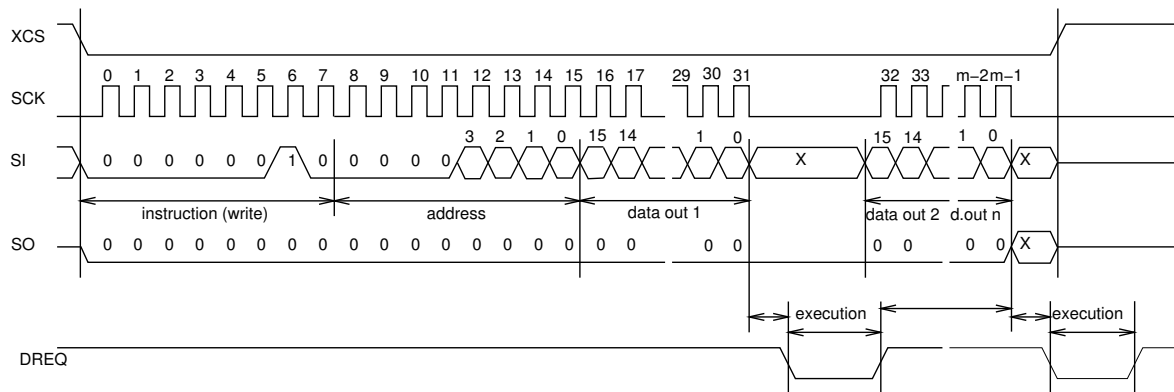 XCS
0 1 2 3 4 5 6 7 8 9 10 11 12 13 14 15 16 17 29 30 31 32 33 m−2 m−1
SCK
3 2 1 0 15 14 1 0 15 14 1 0
SI 0 0 0 0 0 0 1 0 0 0 0 0 X X
instruction (write) address data out 1 data out 2 d.out n
SO 0 0 0 0 0 0 0 0 0 0 0 0 0 0 0 0 0 0 0 0 0 0 0 0 X
execution execution
DREQ